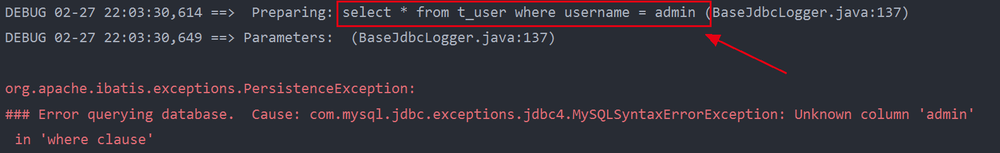 DEBUG 02-27 22:03:30,614 ==>  Preparing: select * from t_user where username = admin (BaseJdbcLogger.java:137)
DEBUG 02-27 22:03:30,649 ==> Parameters:  (BaseJdbcLogger.java:137)
org.apache.ibatis.exceptions.PersistenceException:
### Error querying database.  Cause: com.mysql.jdbc.exceptions.jdbc4.MySQLSyntaxErrorException: Unknown column 'admin'
in 'where clause'